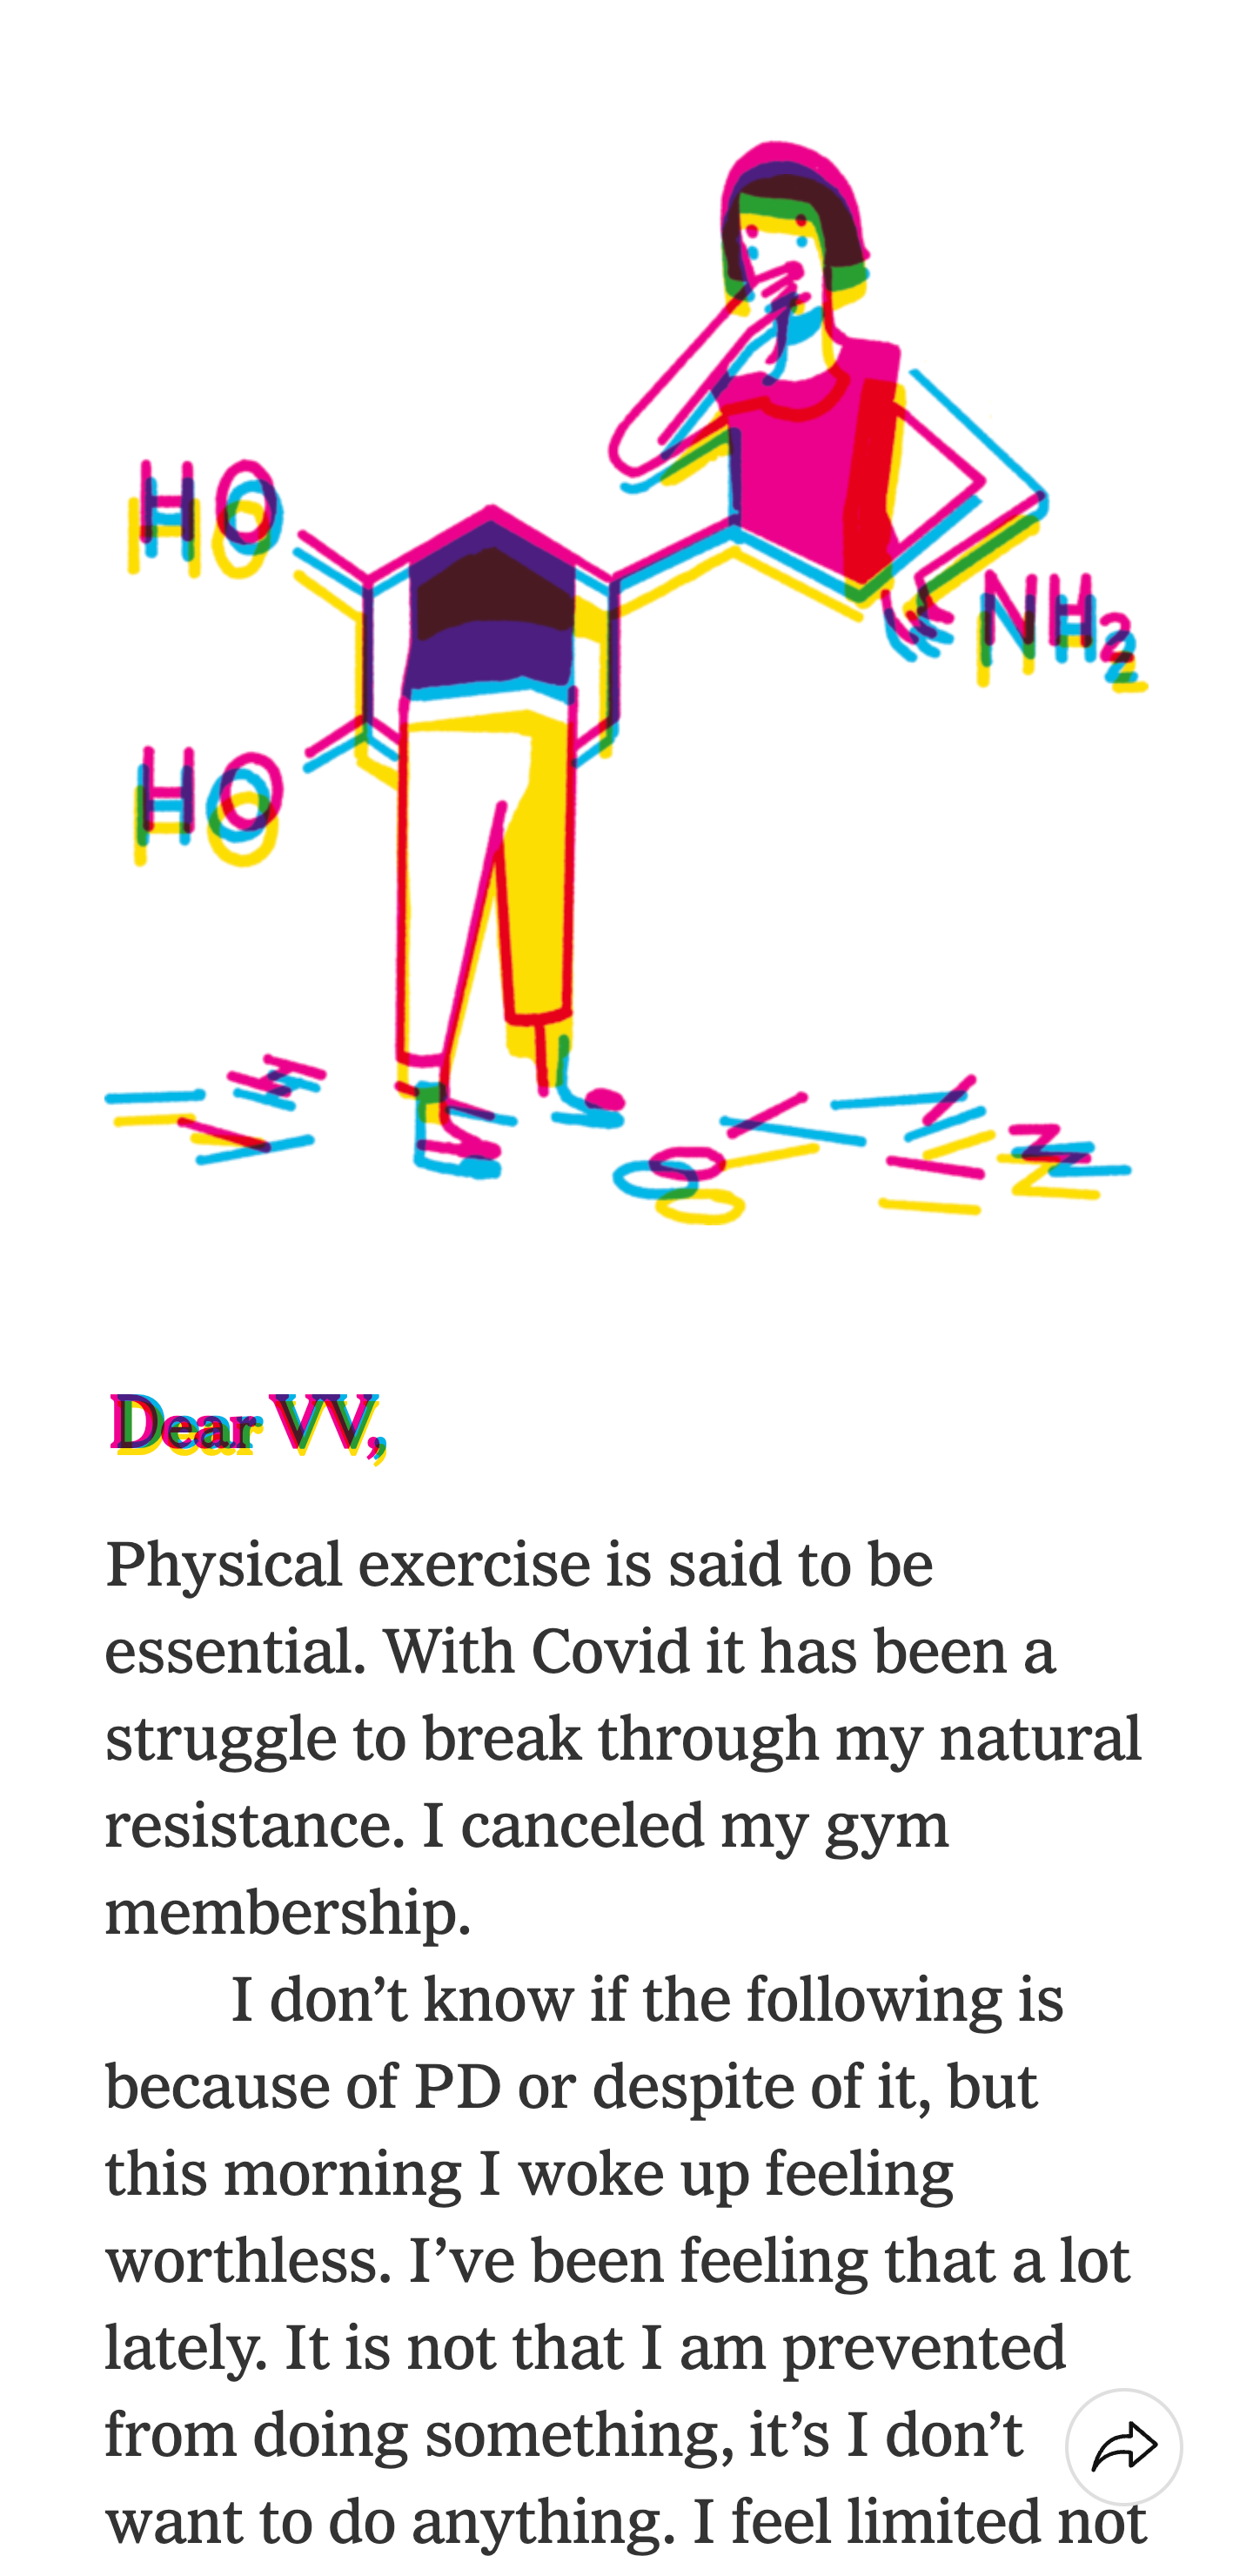 HO
NH₂
HO
Dear VV,
Physical exercise is said to be
essential. With Covid it has been a
struggle to break through my natural
resistance. I canceled my gym
membership.
I don’t know if the following is
because of PD or despite of it, but
this morning I woke up feeling
worthless. I’ve been feeling that a lot
lately. It is not that I am prevented
from doing something, it’s I don’t
want to do anything. I feel limited not